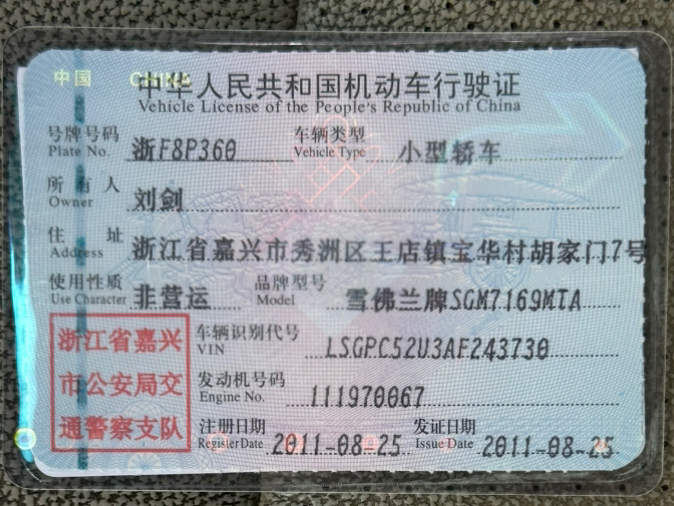 中国 CHINA
中华人民共和国机动车行驶证
Vehicle License of the People's Republic of China
号牌号码 浙F8P360 车辆类型 小型轿车
Plate No. Vehicle Type
所有人 刘剑
Owner
住址 浙江省嘉兴市秀洲区王店镇宝华村胡家门7号
Address
使用性质 非营运 品牌型号 雪佛兰牌SGM7169MTA
Use Character Model
浙江省嘉兴
市公安局交
通警察支队
车辆识别代号 LSGPC52U3AF243730
VIN
发动机号码 111970067
Engine No.
注册日期 2011-08-25 发证日期 2011-08-25
Register Date Issue Date